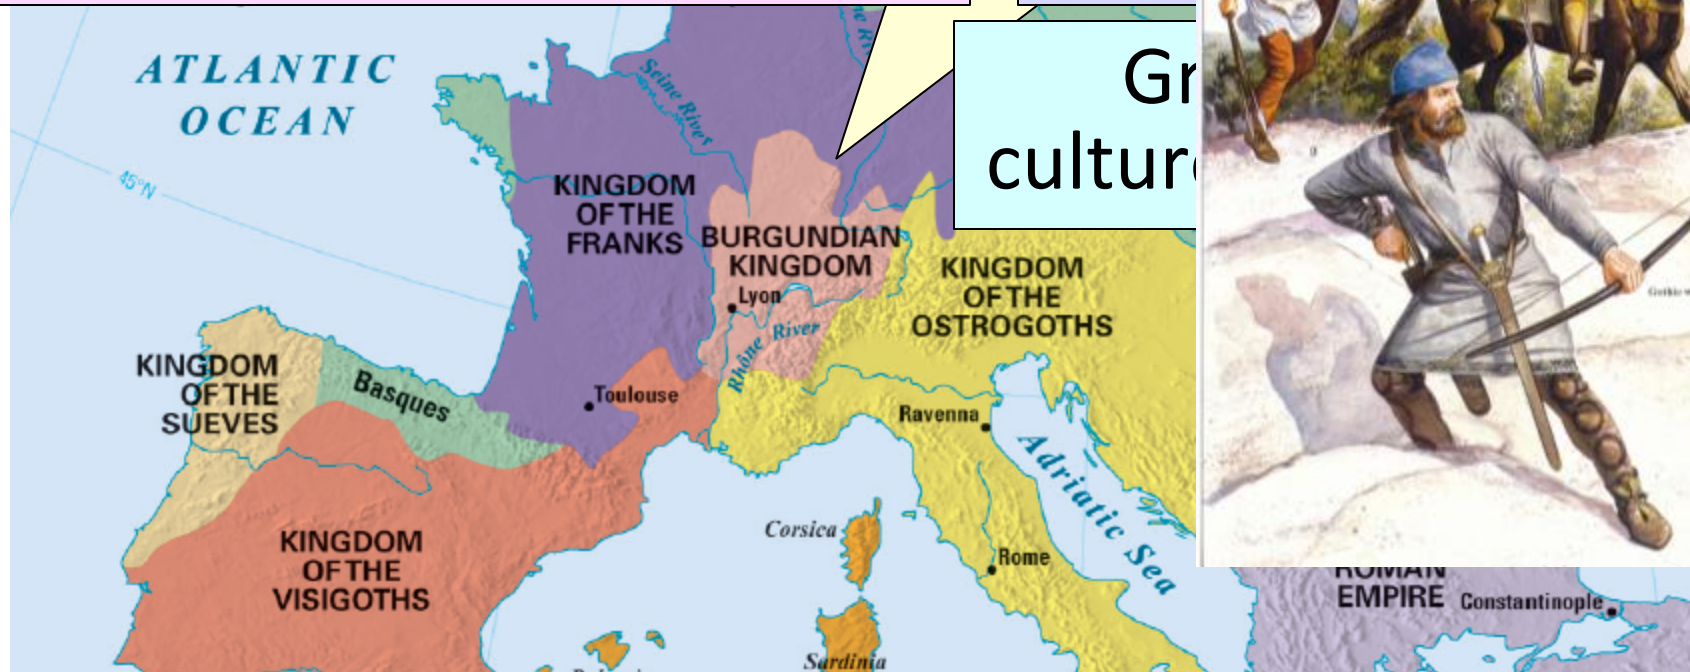 ATLANTIC
OCEAN
Seine River
45°N
KINGDOM
OF THE
FRANKS
BURGUNDIAN
KINGDOM
Lyon
Rhône River
KINGDOM
OF THE
OSTROGOTHS
KINGDOM
OF THE
SUEVES
Basques
Toulouse
Ravenna
Adriatic Sea
KINGDOM
OF THE
VISIGOTHS
Corsica
Rome
Sardinia
Gr
cultur
ROMAN
EMPIRE
Constantinople